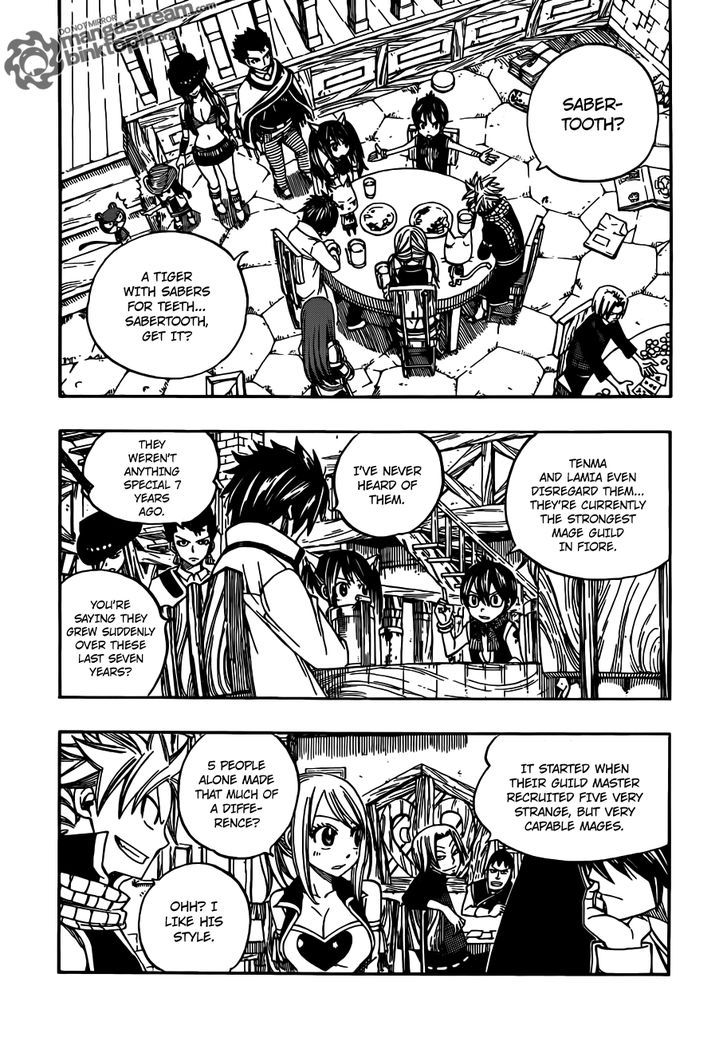 DO NOT MIRROR
mangastream.com
binktopia.org
SABER-
TOOTH?
A TIGER
WITH SABERS
FOR TEETH...
SABERTOOTH,
GET IT?
TENMA
AND LAMIA EVEN
DISREGARD THEM...
THEY'RE CURRENTLY
THE STRONGEST
MAGE GUILD
IN FIORE.
I'VE NEVER
HEARD OF
THEM.
THEY
WEREN'T
ANYTHING
SPECIAL 7
YEARS
AGO.
YOU'RE
SAYING THEY
GREW SUDDENLY
OVER THESE
LAST SEVEN
YEARS?
IT STARTED WHEN
THEIR GUILD MASTER
RECRUITED FIVE VERY
STRANGE, BUT VERY
CAPABLE MAGES.
5 PEOPLE
ALONE MADE
THAT MUCH OF
A DIFFE-
RENCE?
OHH? I
LIKE HIS
STYLE.